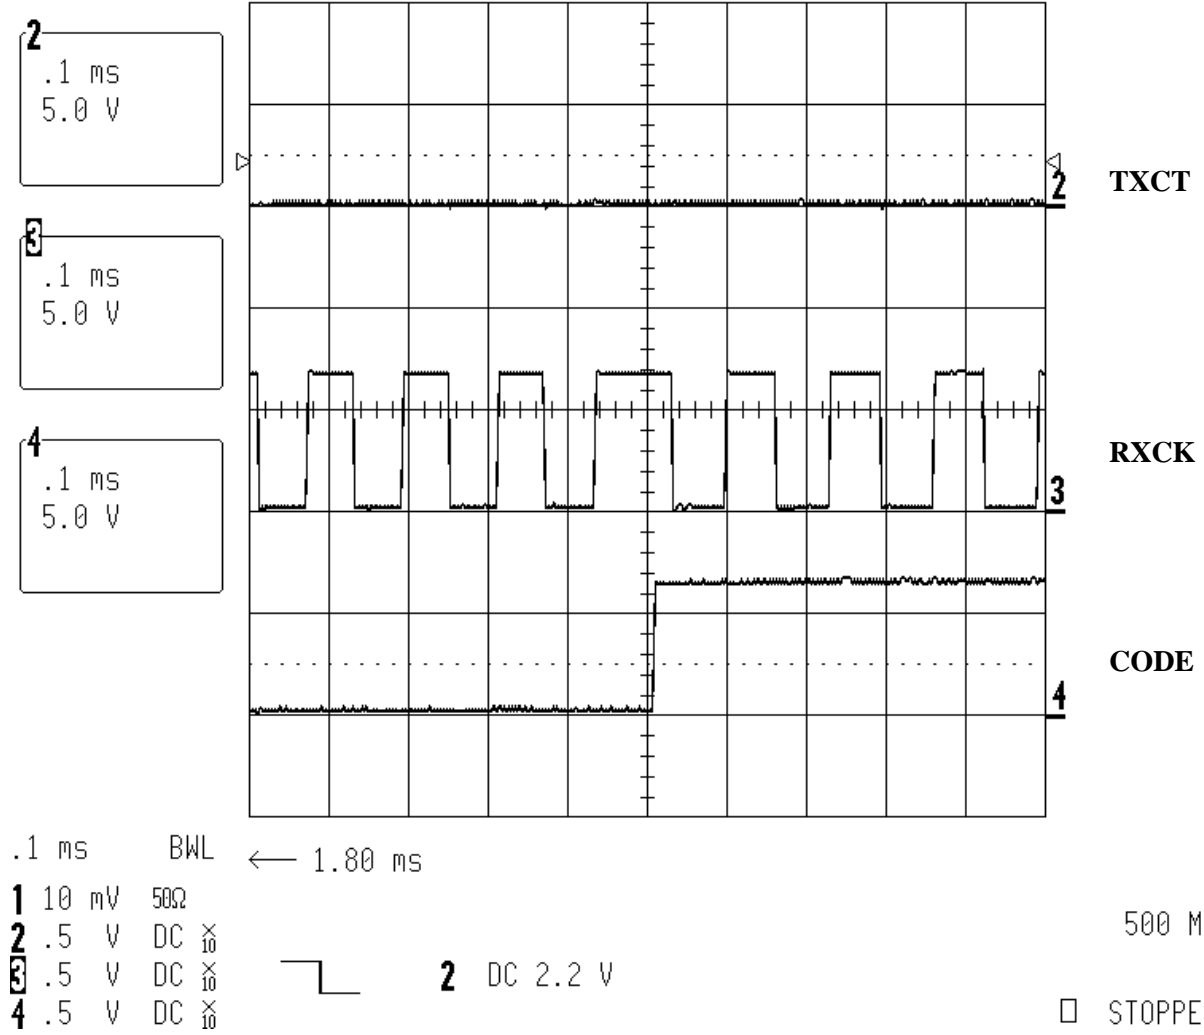 2
.1 ms
5.0 V
2
TXCT
3
.1 ms
5.0 V
RXCK
3
4
.1 ms
5.0 V
CODE
4
.1 ms BWL ← 1.80 ms
1 10 mV 50Ω
2 .5 V DC ×10
3 .5 V DC ×10 2 DC 2.2 V
4 .5 V DC ×10
500 M
STOPPE